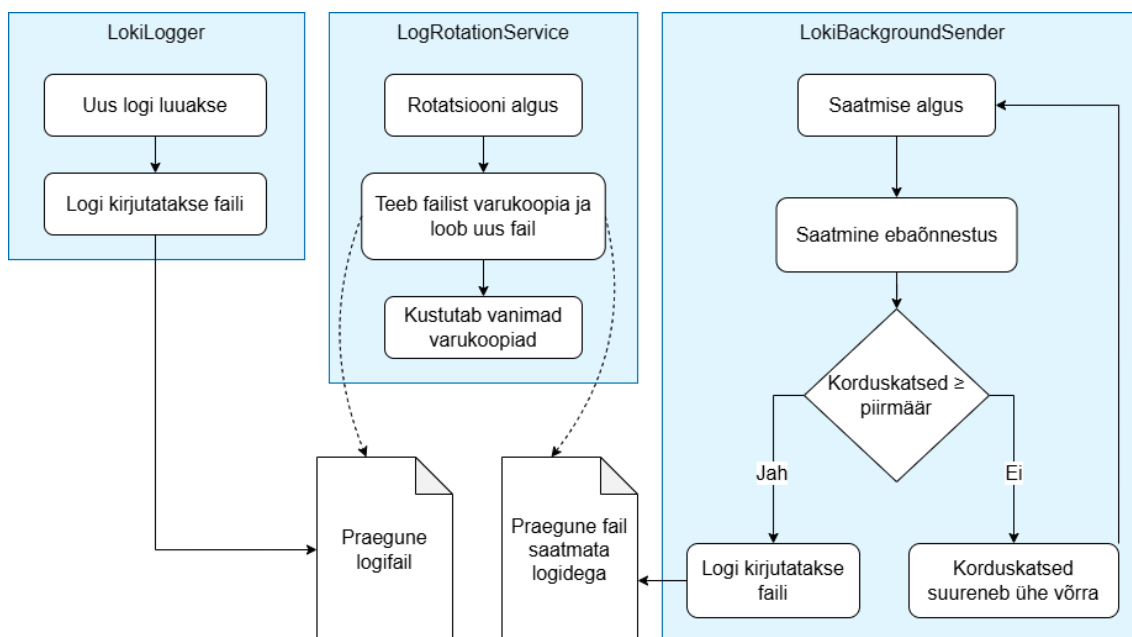 LokiLogger
Uus logi luuakse
Logi kirjutatakse faili
LogRotationService
Rotatsiooni algus
Teeb failist varukoopia ja
loob uus fail
Kustutab vanimad
varukoopiad
LokiBackgroundSender
Saatmise algus
Saatmine ebaõnnestus
Korduskatsed ≥
piirmäär
Jah
Ei
Logi kirjutatakse
faili
Korduskatsed
suureneb ühe võrra
Praegune
logifail
Praegune fail
saatmata
logidega